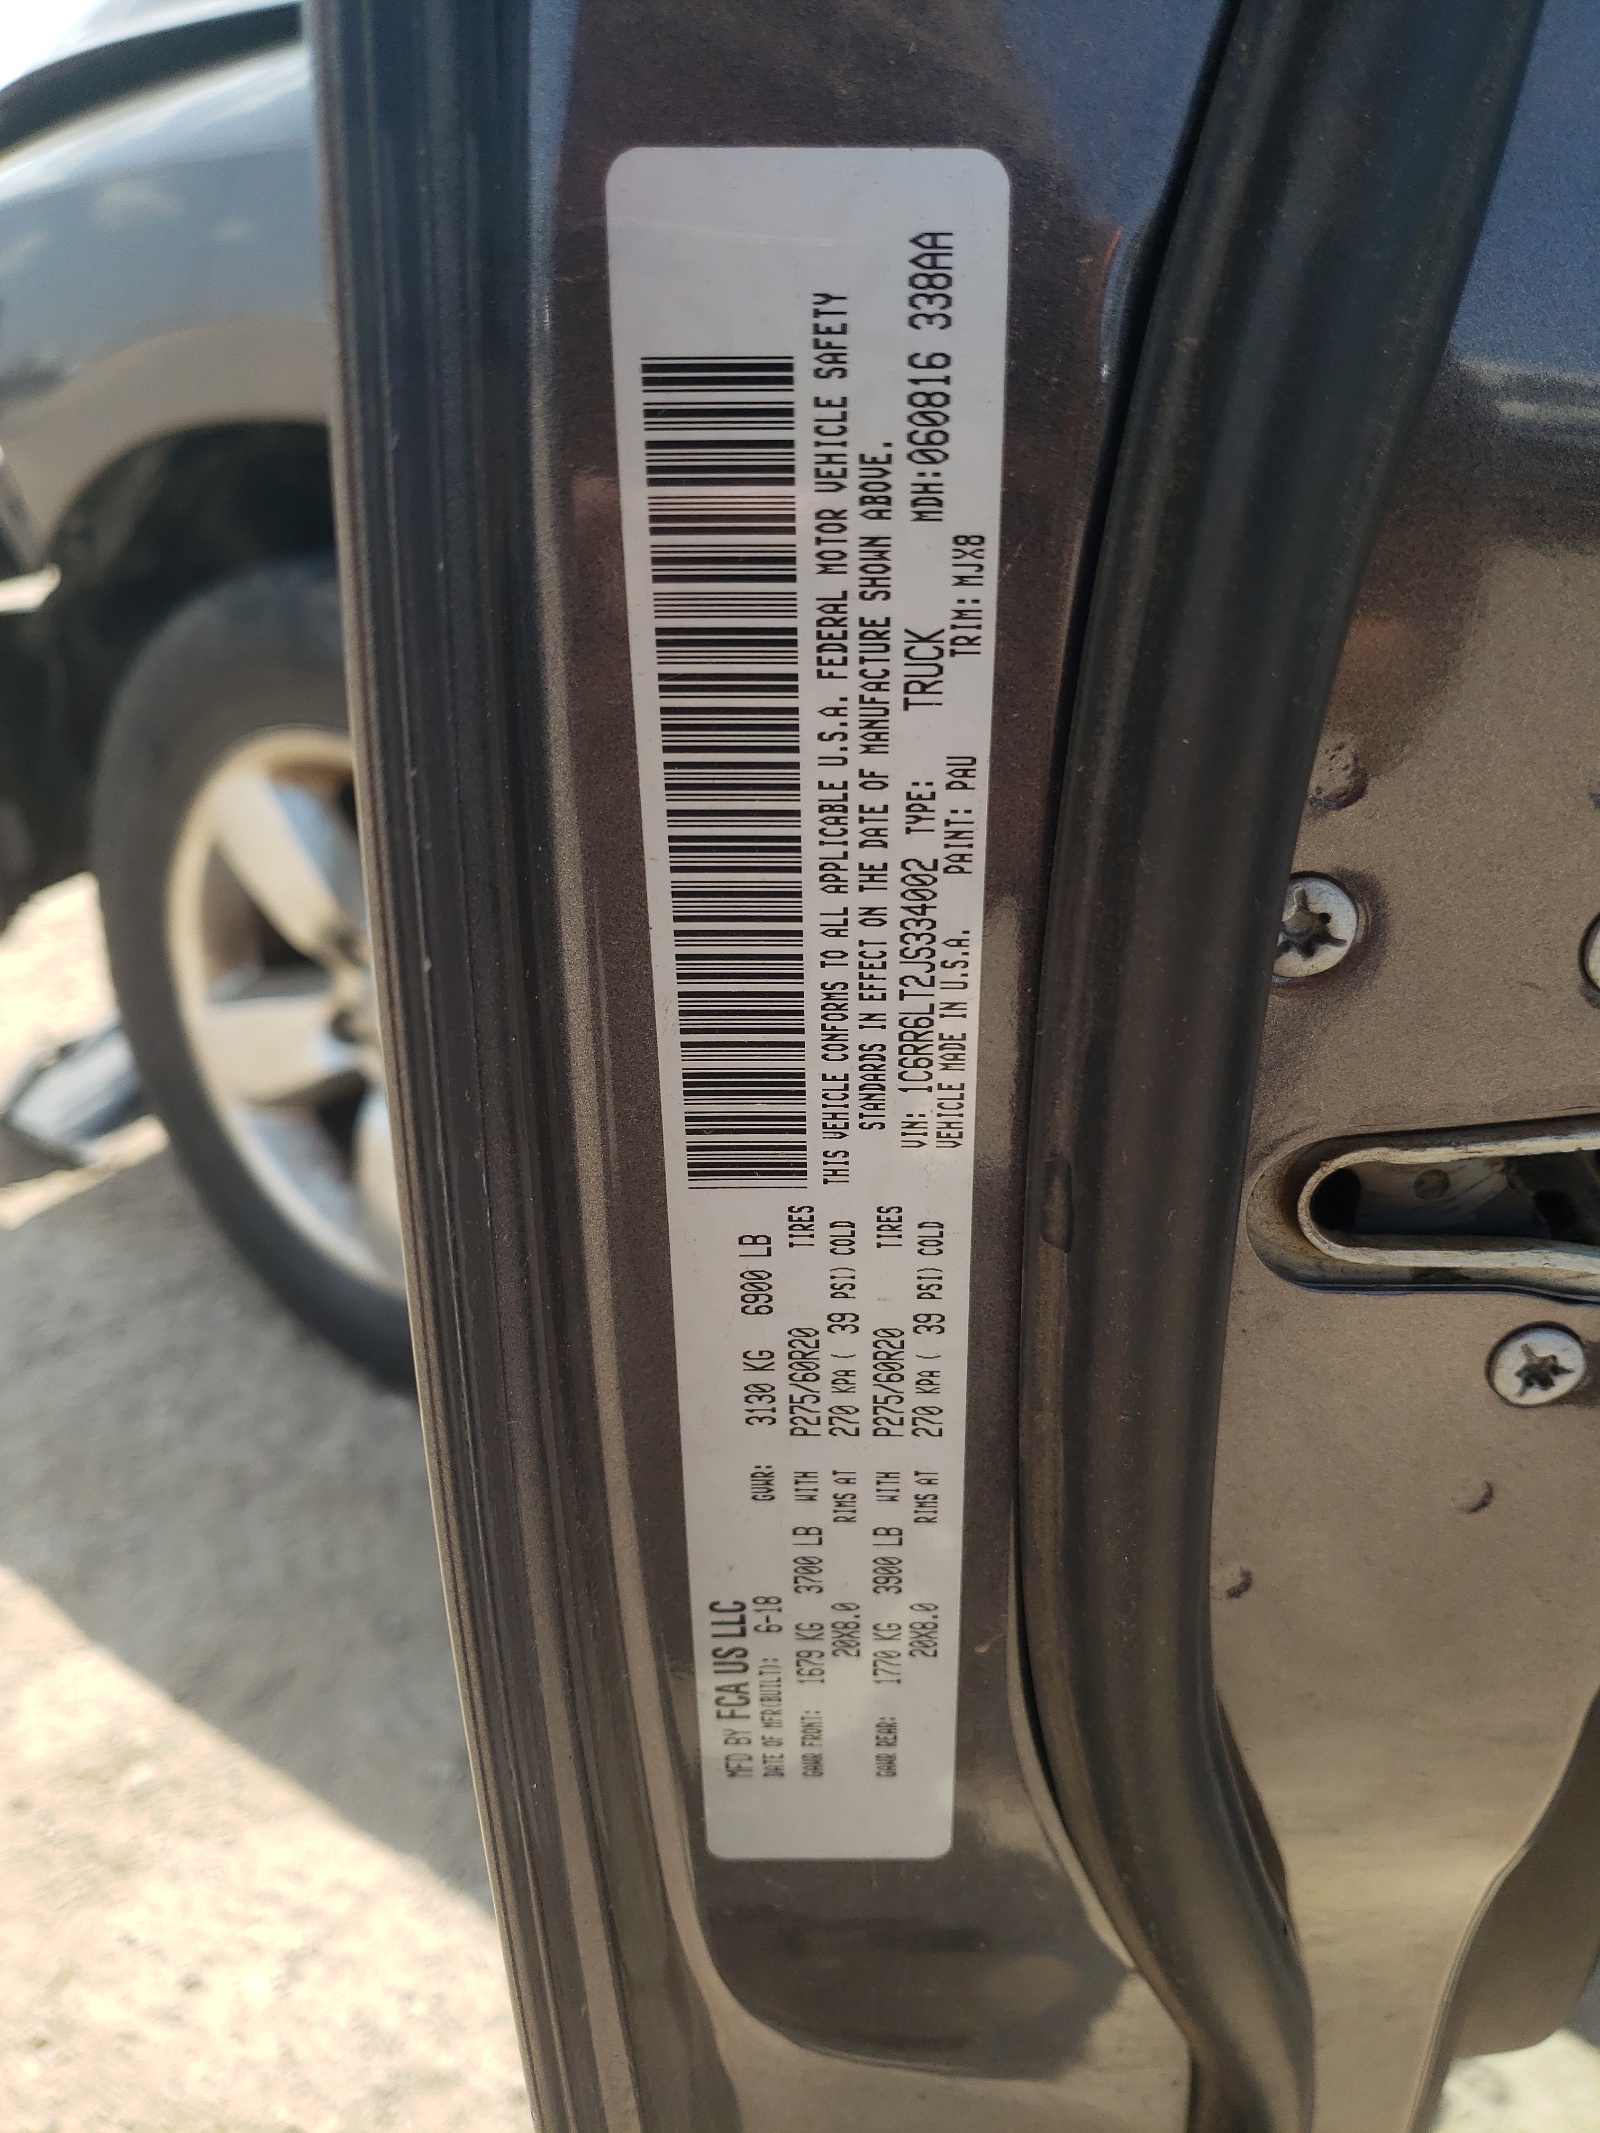 MFD BY FCA US LLC
DATE OF MFR(BUILT): 6-18 GVWR: 3130 KG 6900 LB
GAWR FRONT: 1679 KG 3700 LB WITH P275/60R20 TIRES
20X8.0 RIMS AT 270 KPA ( 39 PSI) COLD
GAWR REAR: 1770 KG 3900 LB WITH P275/60R20 TIRES
20X8.0 RIMS AT 270 KPA ( 39 PSI) COLD
THIS VEHICLE CONFORMS TO ALL APPLICABLE U.S.A. FEDERAL MOTOR VEHICLE SAFETY
STANDARDS IN EFFECT ON THE DATE OF MANUFACTURE SHOWN ABOVE.
VIN: 1C6RR6LT2JS334002 TYPE: TRUCK MDH:060816 338AA
VEHICLE MADE IN U.S.A. PAINT: PAU TRIM: MJX8